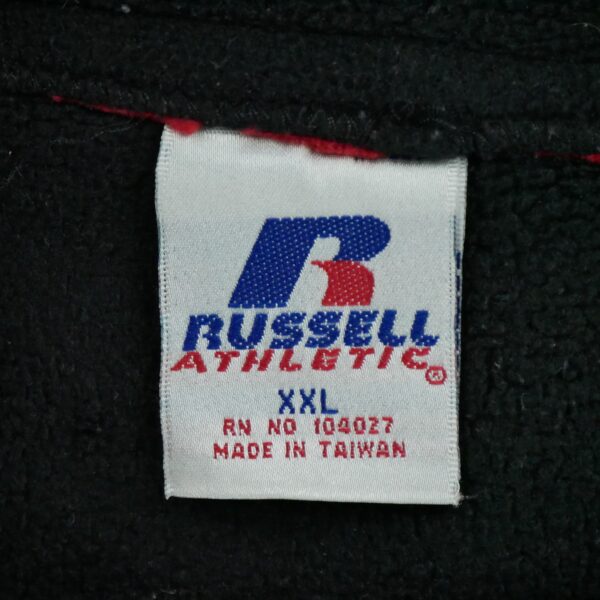 R
RUSSELL
ATHLETIC®
XXL
RN NO 104027
MADE IN TAIWAN